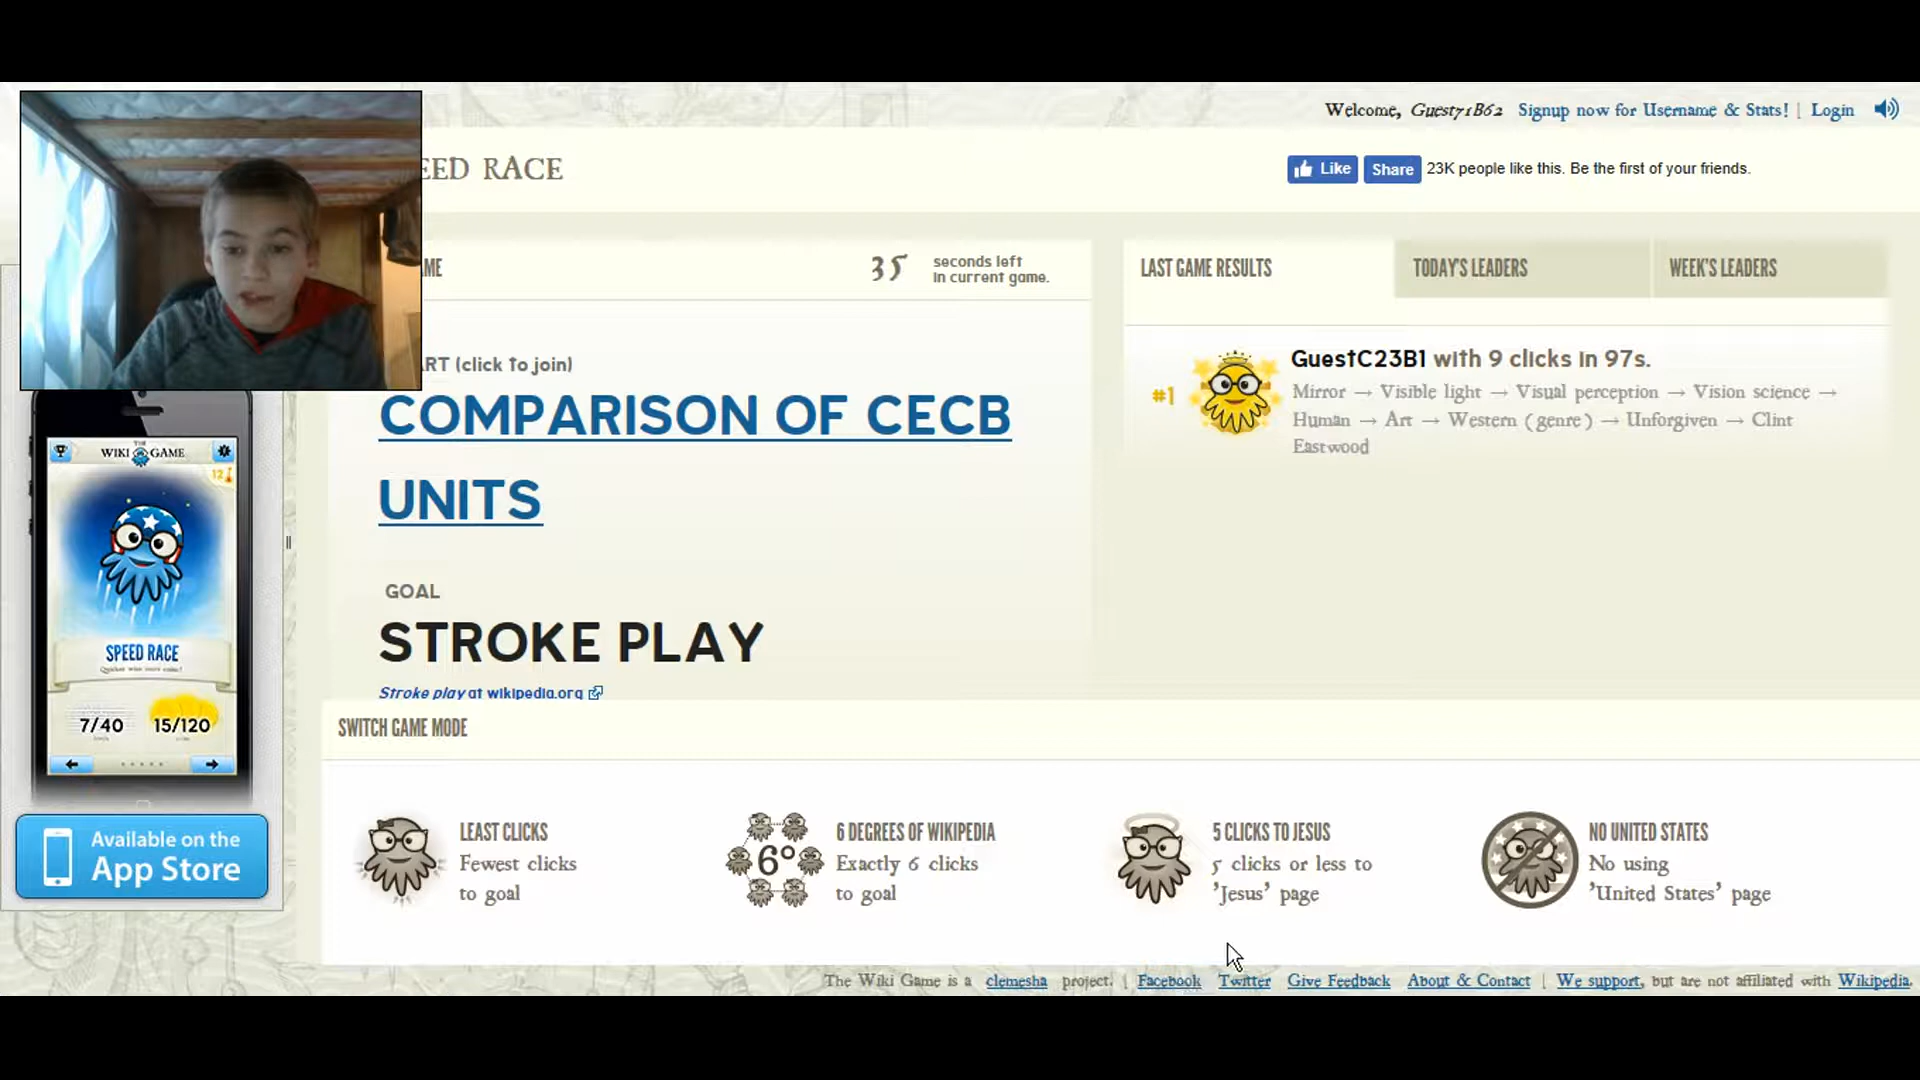 Welcome, Guest71B62 Signup now for Username & Stats! | Login
EED RACE
Like Share 23K people like this. Be the first of your friends.
ME
35 seconds left
in current game.
LAST GAME RESULTS
TODAY'S LEADERS
WEEK'S LEADERS
ART (click to join)
COMPARISON OF CECB
UNITS
GOAL
STROKE PLAY
Stroke play at wikipedia.org
#1
GuestC23B1 with 9 clicks in 97s.
Mirror → Visible light → Visual perception → Vision science →
Human → Art → Western (genre) → Unforgiven → Clint
Eastwood
THE
WIKI GAME
12
SPEED RACE
7/40 15/120
Available on the
App Store
SWITCH GAME MODE
LEAST CLICKS
Fewest clicks
to goal
6°
6 DEGREES OF WIKIPEDIA
Exactly 6 clicks
to goal
5 CLICKS TO JESUS
5 clicks or less to
'Jesus' page
NO UNITED STATES
No using
'United States' page
The Wiki Game is a clemesha project. | Facebook Twitter Give Feedback About & Contact | We support, but are not affiliated with Wikipedia.